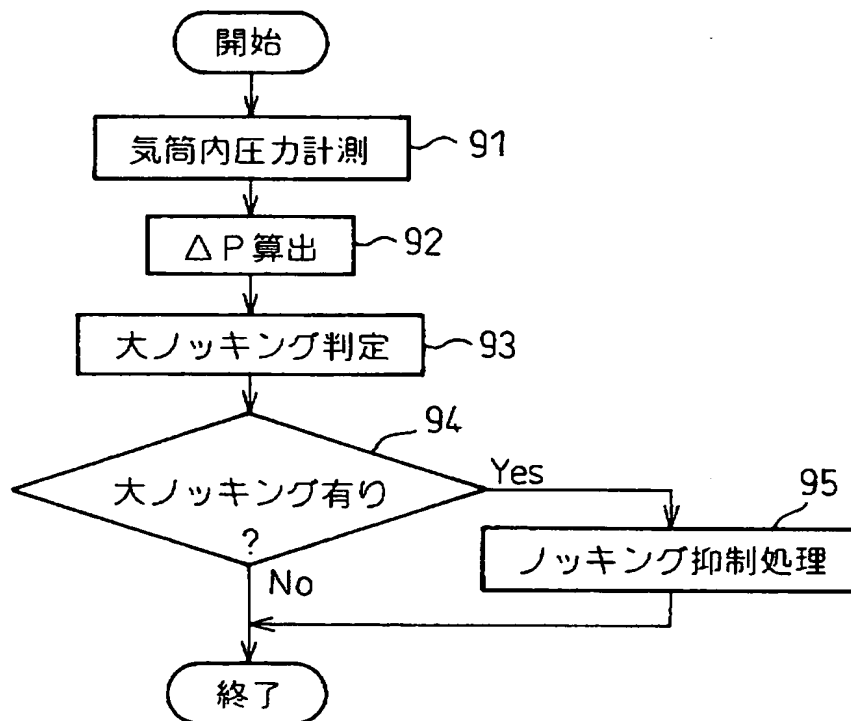 開始
気筒内圧力計測
91
△P算出
92
大ノッキング判定
93
94
大ノッキング有り
?
Yes
95
ノッキング抑制処理
No
終了